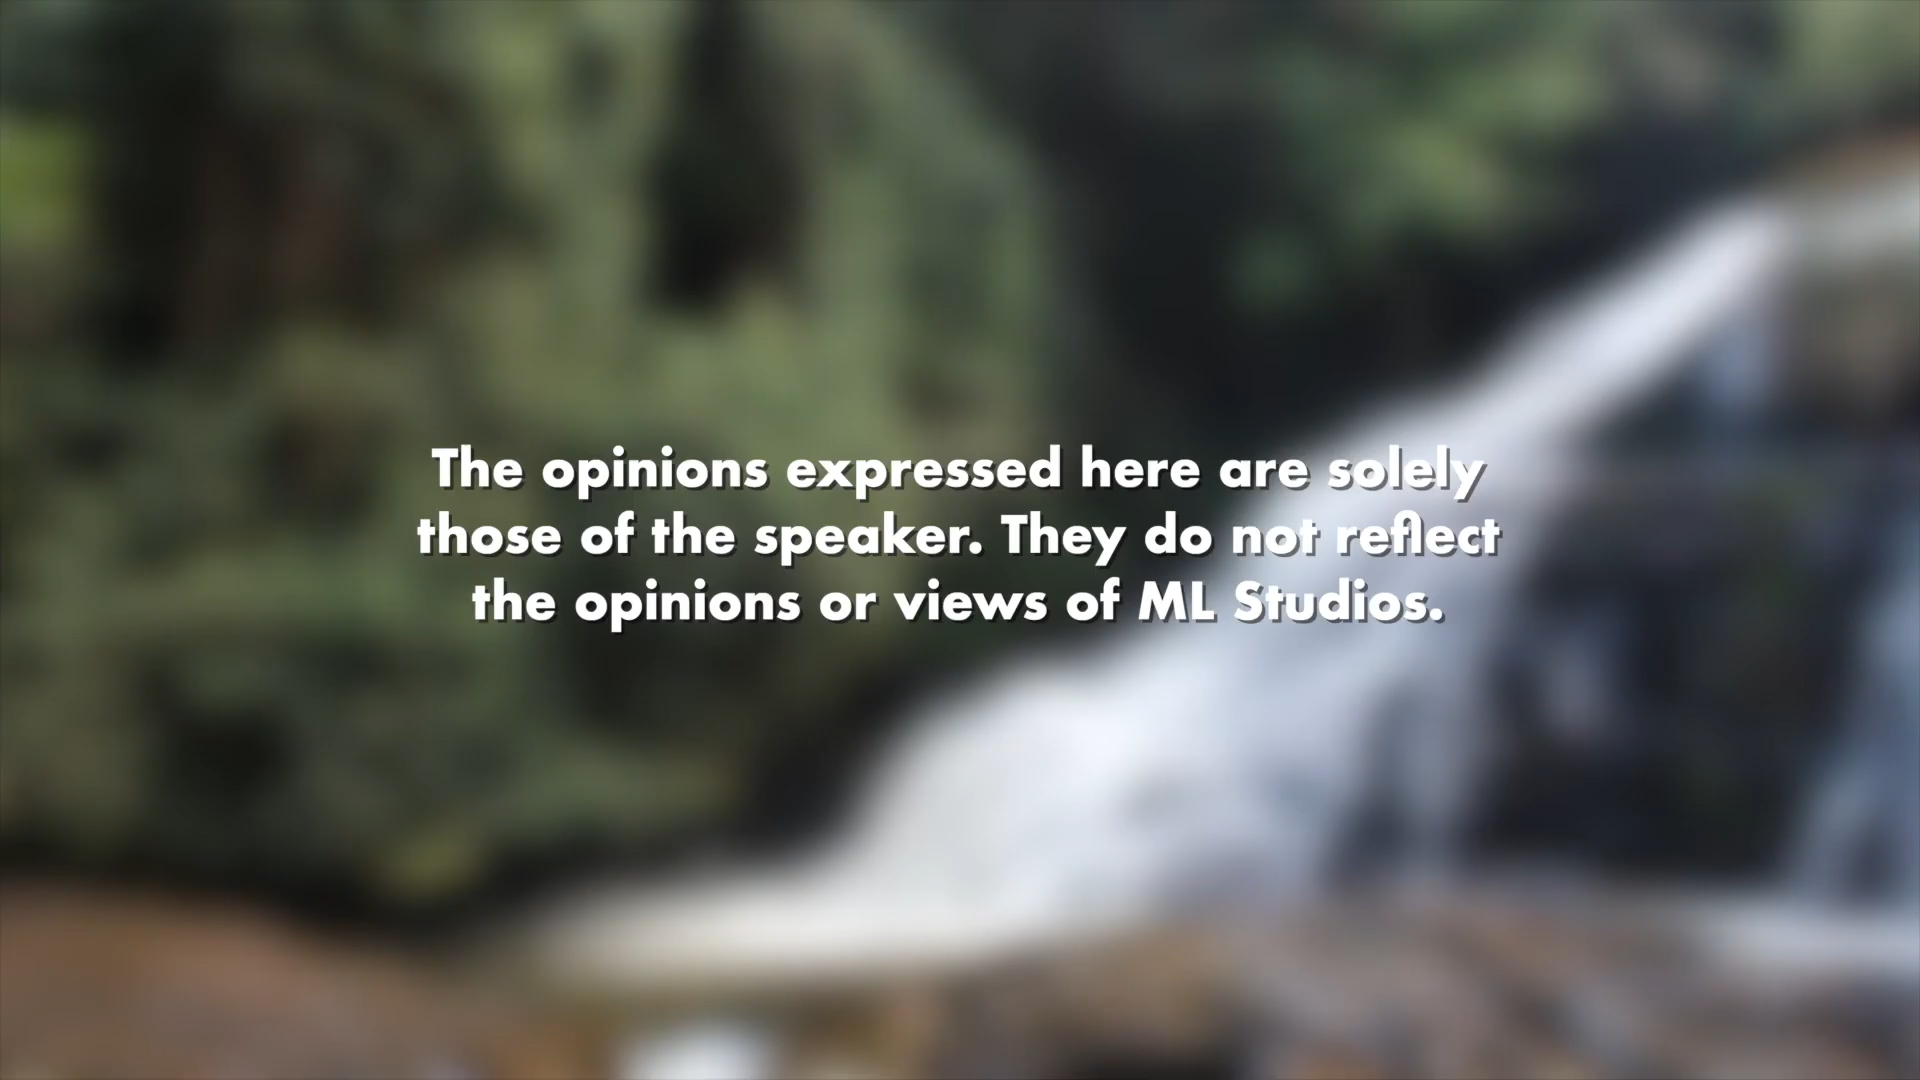 The opinions expressed here are solely
those of the speaker. They do not reflect
the opinions or views of ML Studios.